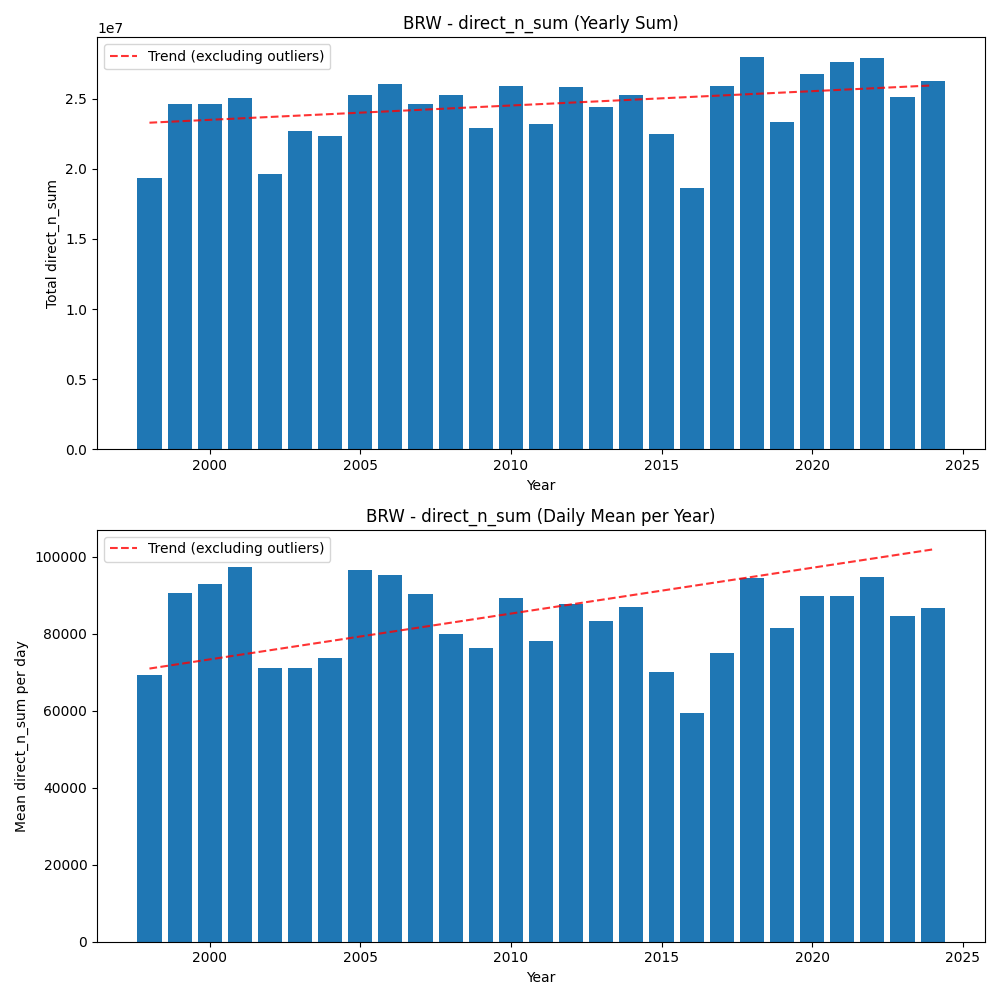 BRW - direct_n_sum (Yearly Sum)
1e7
Trend (excluding outliers)
2.5
2.0
1.5
1.0
0.5
0.0
Total direct_n_sum
2000 2005 2010 2015 2020 2025
Year
BRW - direct_n_sum (Daily Mean per Year)
Trend (excluding outliers)
100000
80000
60000
40000
20000
0
Mean direct_n_sum per day
2000 2005 2010 2015 2020 2025
Year